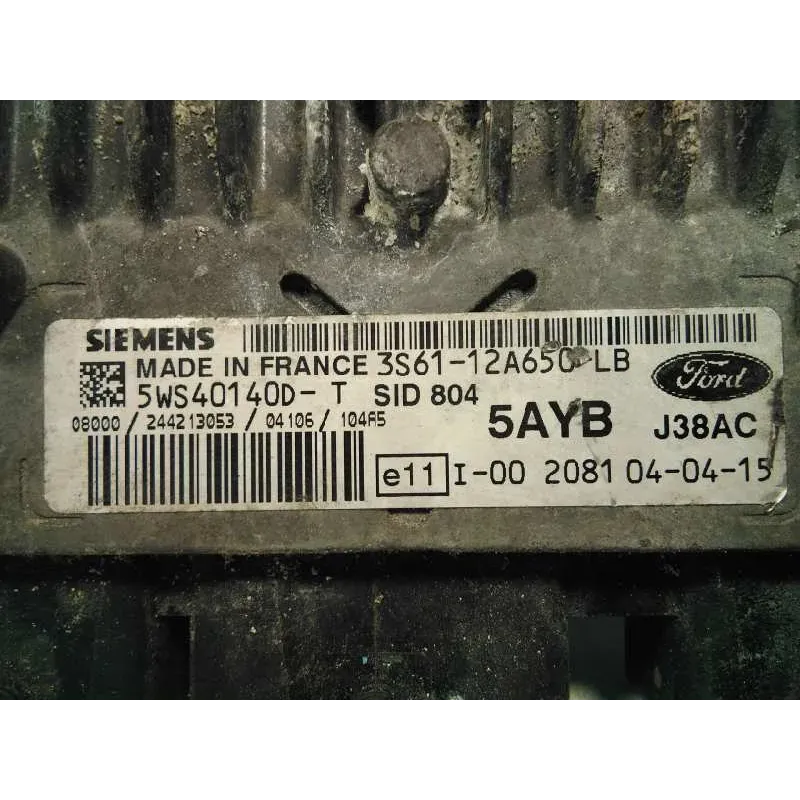 SIEMENS
MADE IN FRANCE 3S61-12A650-LB
5WS40140D-T SID 804
Ford
08000/244213053/04106/104A5
5AYB J38AC
e11 I-00 2081 04-04-15